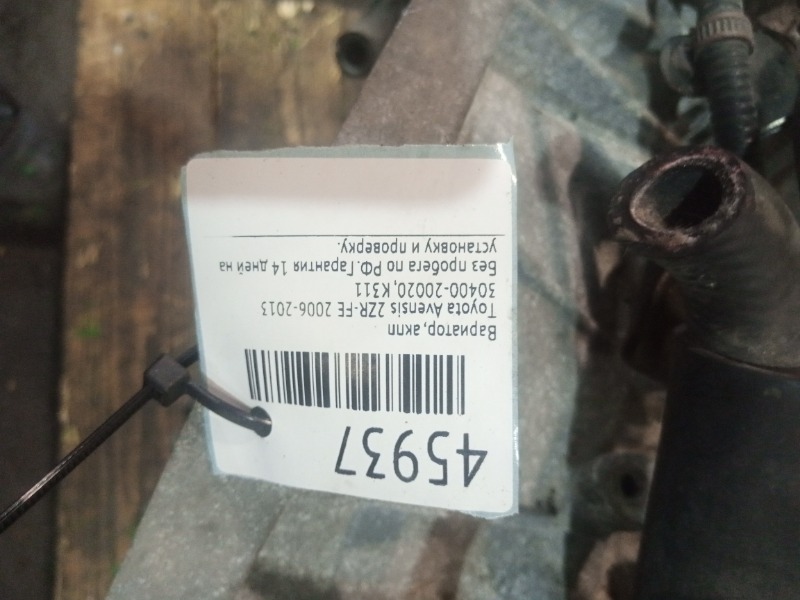 45937
Вариатор, акпп
Toyota Avensis 2ZR-FE 2006-2013
30400-20020, K311
Без пробега по РФ. Гарантия 14 дней на
установку и проверку.